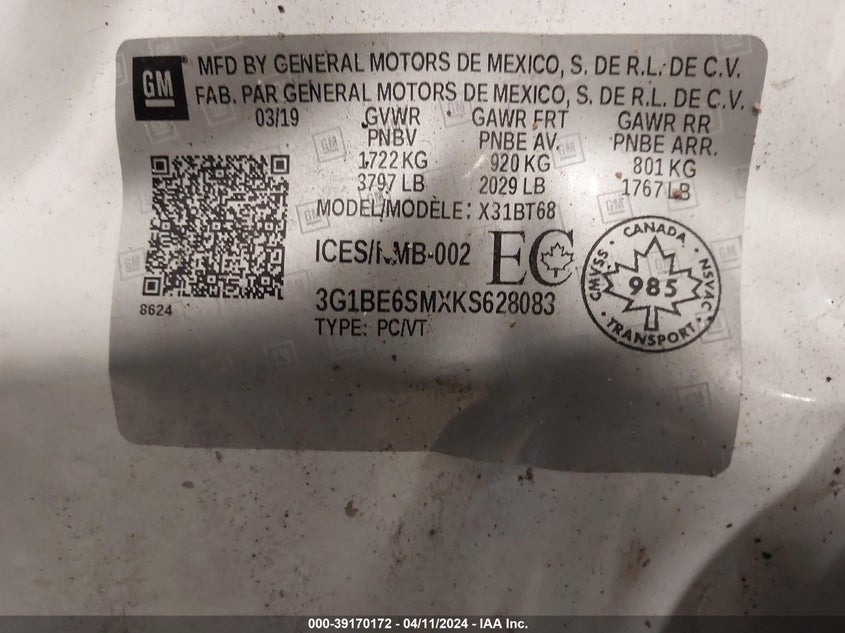 GM
MFD BY GENERAL MOTORS DE MEXICO, S. DE R.L. DE C.V.
FAB. PAR GENERAL MOTORS DE MEXICO, S. DE R.L. DE C.V.
03/19
GVWR GAWR FRT GAWR RR
PNBV PNBE AV. PNBE ARR.
1722 KG 920 KG 801 KG
3797 LB 2029 LB 1767 LB
MODEL/MODÈLE: X31BT68
ICES/NMB-002 EC
3G1BE6SMXKS628083
TYPE: PC/VT
8624
CANADA
CMVSS 985 NSVAC
TRANSPORT
000-39170172 - 04/11/2024 - IAA Inc.